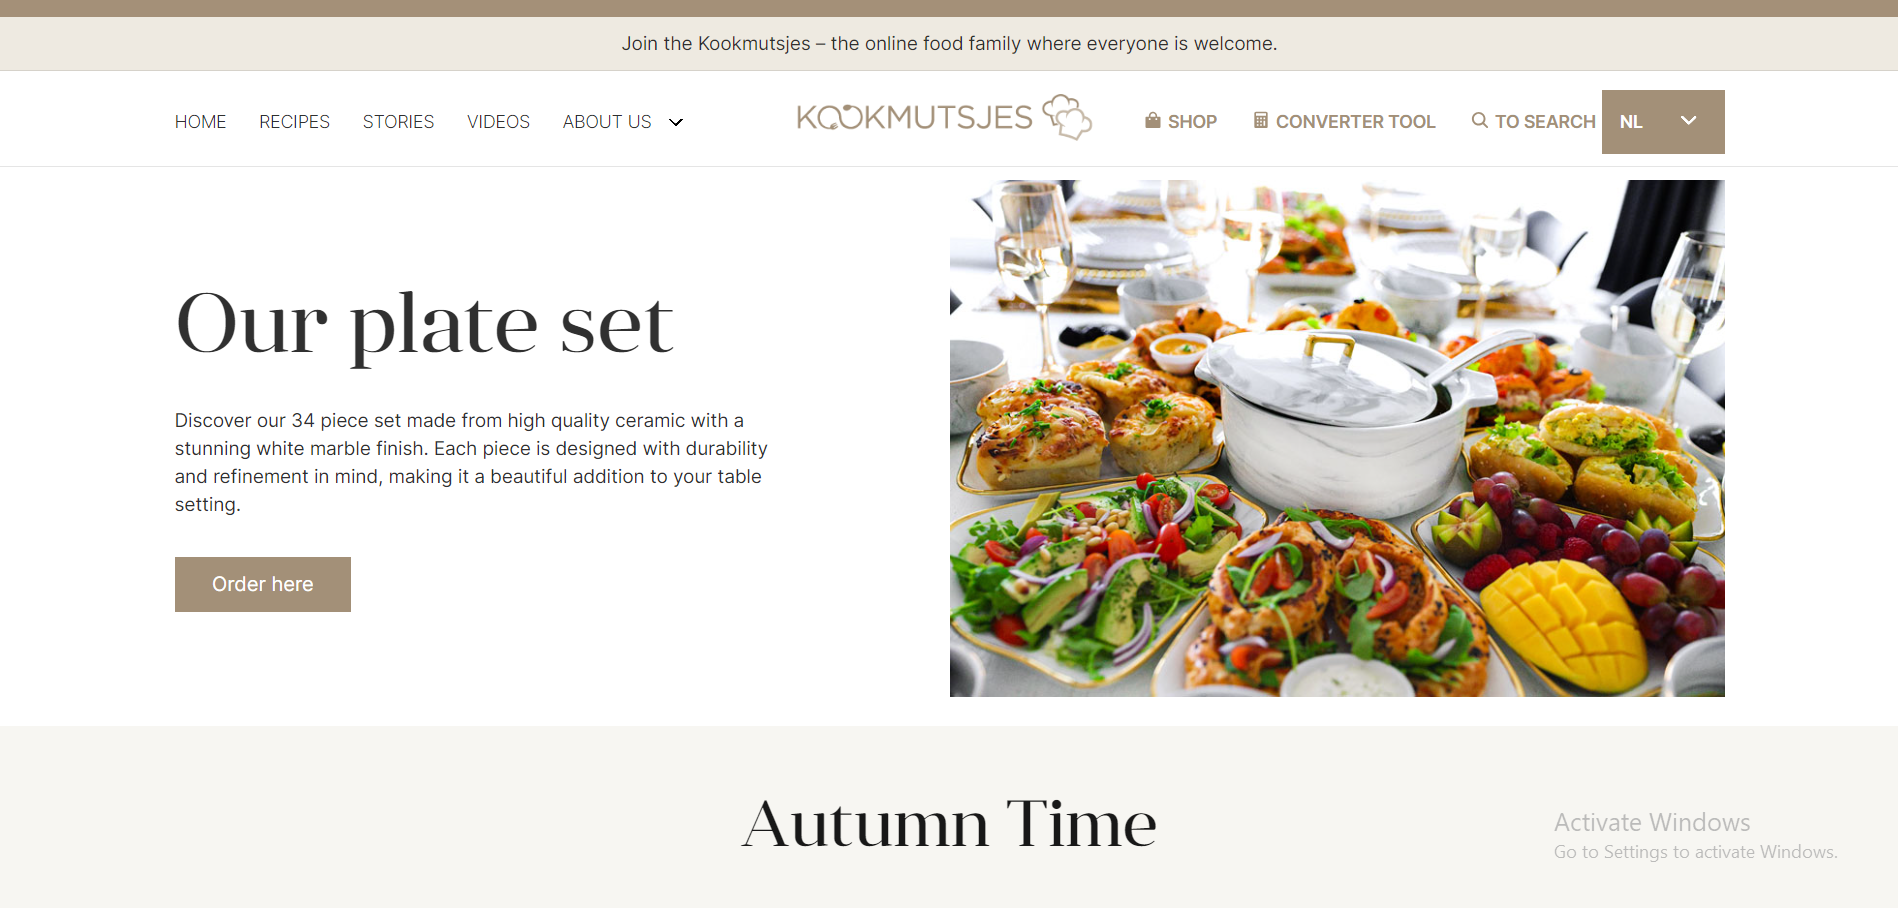 Join the Kookmutsjes – the online food family where everyone is welcome.
HOME RECIPES STORIES VIDEOS ABOUT US KOOKMUTSJES SHOP CONVERTER TOOL TO SEARCH NL
Our plate set
Discover our 34 piece set made from high quality ceramic with a
stunning white marble finish. Each piece is designed with durability
and refinement in mind, making it a beautiful addition to your table
setting.
Order here
Autumn Time
Activate Windows
Go to Settings to activate Windows.